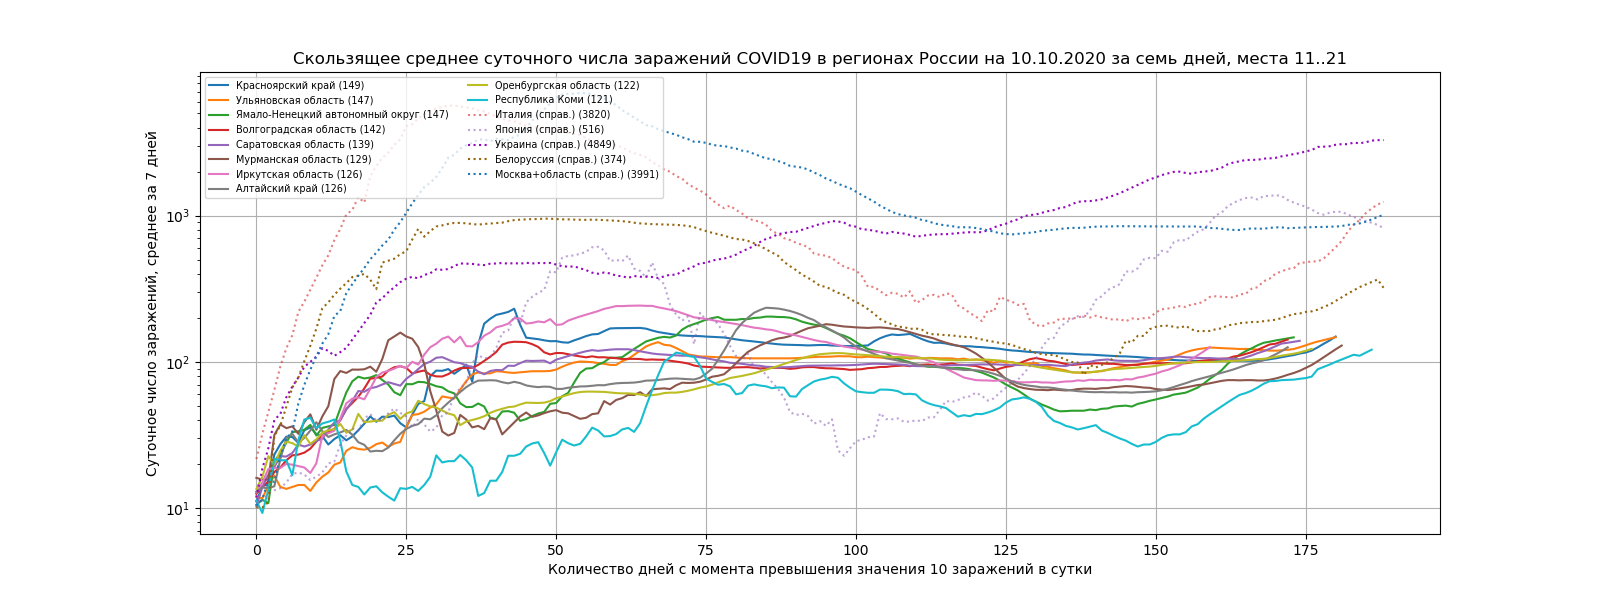 Скользящее среднее суточного числа заражений COVID19 в регионах России на 10.10.2020 за семь дней, места 11..21
Красноярский край (149)
Ульяновская область (147)
Ямало-Ненецкий автономный округ (147)
Волгоградская область (142)
Саратовская область (139)
Мурманская область (129)
Иркутская область (126)
Алтайский край (126)
Оренбургская область (122)
Республика Коми (121)
Италия (справ.) (3820)
Япония (справ.) (516)
Украина (справ.) (4849)
Белоруссия (справ.) (374)
Москва+область (справ.) (3991)
Суточное число заражений, среднее за 7 дней
10³
10²
10¹
0 25 50 75 100 125 150 175
Количество дней с момента превышения значения 10 заражений в сутки